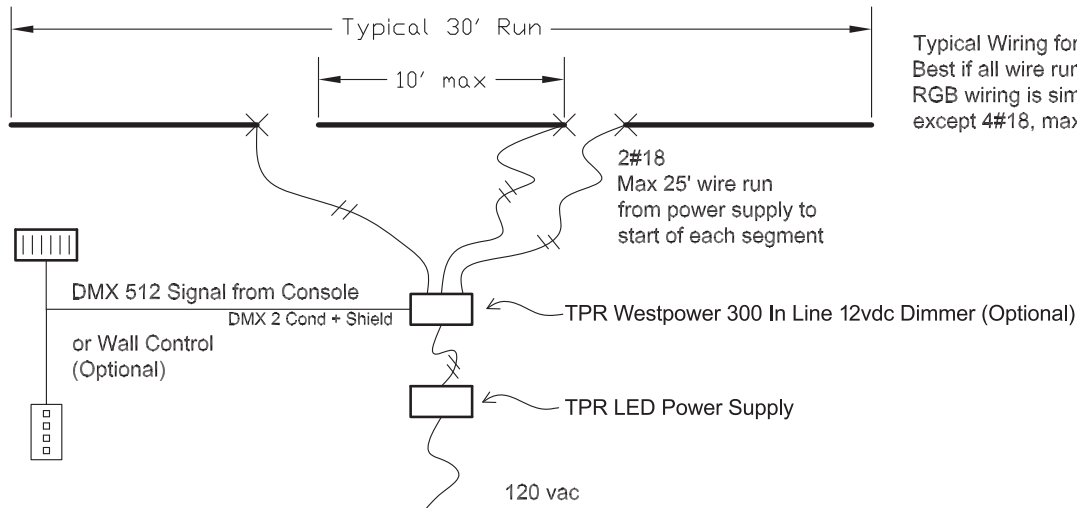 Typical 30' Run
10' max
Typical Wiring for
Best if all wire run
RGB wiring is sim
except 4#18, max
2#18
Max 25' wire run
from power supply to
start of each segment
DMX 512 Signal from Console
DMX 2 Cond + Shield
or Wall Control
(Optional)
TPR Westpower 300 In Line 12vdc Dimmer (Optional)
TPR LED Power Supply
120 vac